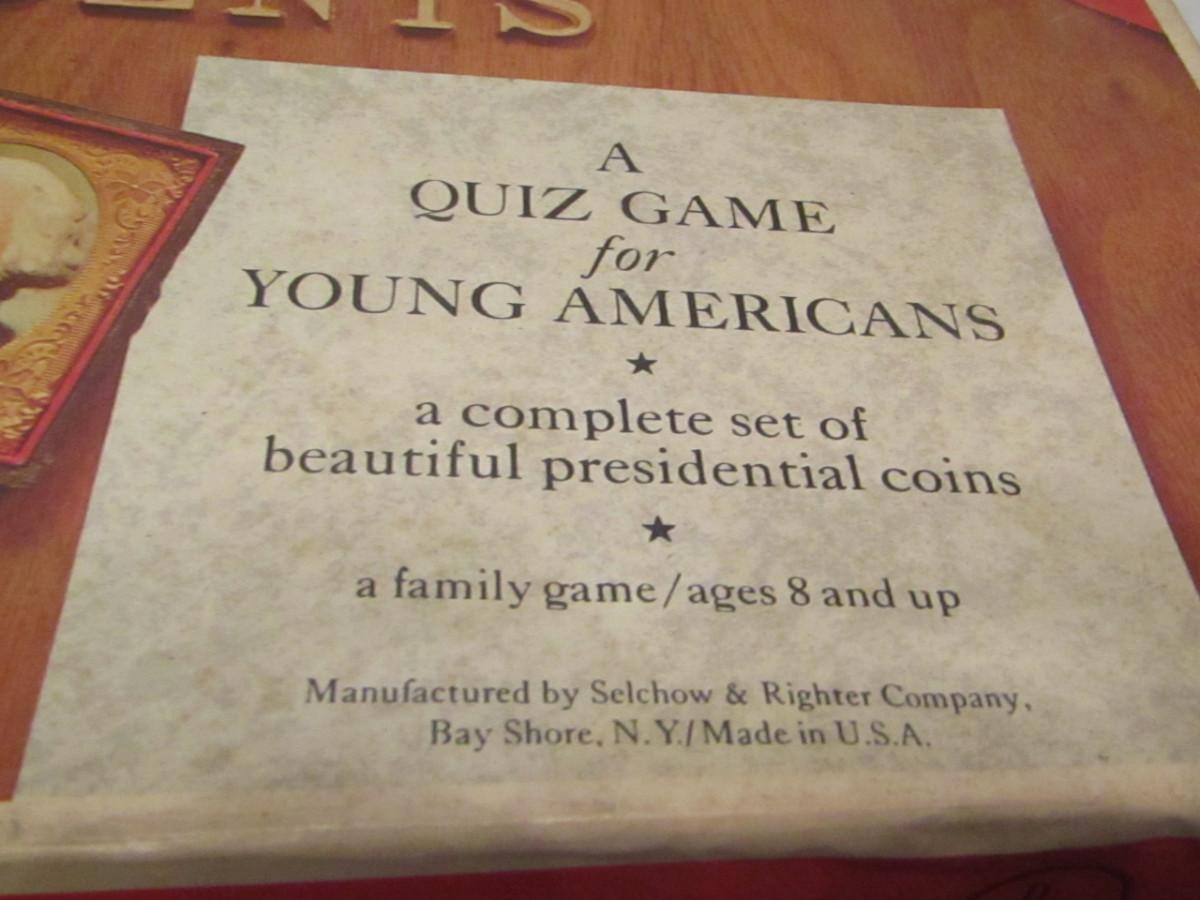 ENTS
A
QUIZ GAME
for
YOUNG AMERICANS
a complete set of
beautiful presidential coins
a family game/ages 8 and up
Manufactured by Selchow & Righter Company,
Bay Shore, N.Y./Made in U.S.A.